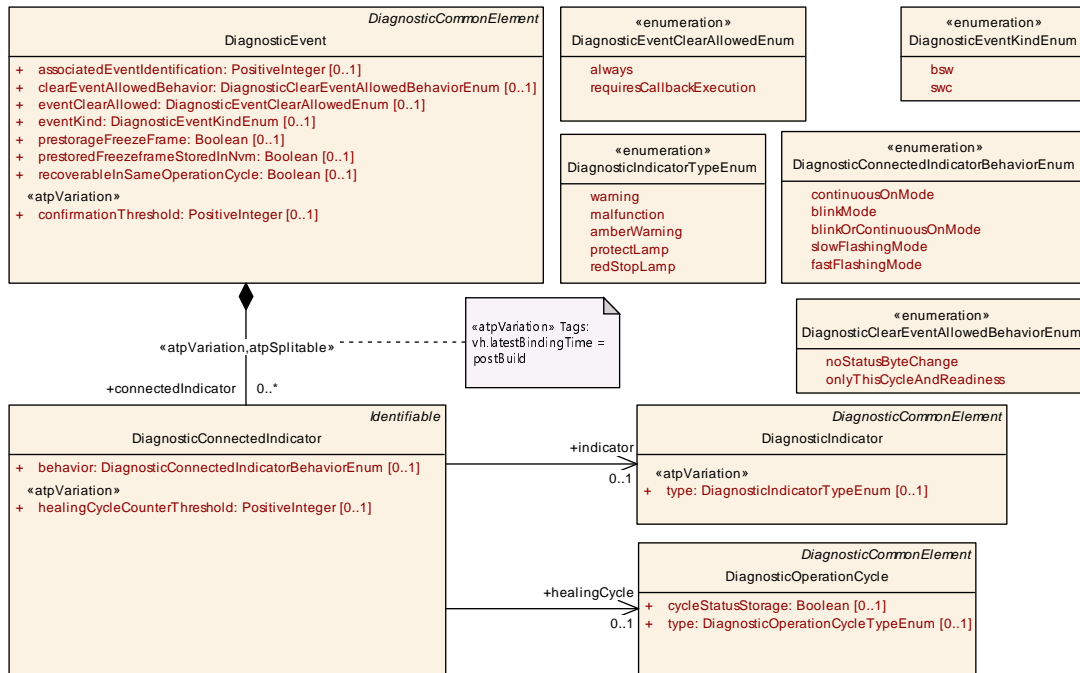 DiagnosticCommonElement
DiagnosticEvent
+ associatedEventIdentification: PositiveInteger [0..1]
+ clearEventAllowedBehavior: DiagnosticClearEventAllowedBehaviorEnum [0..1]
+ eventClearAllowed: DiagnosticEventClearAllowedEnum [0..1]
+ eventKind: DiagnosticEventKindEnum [0..1]
+ prestorageFreezeFrame: Boolean [0..1]
+ prestoredFreezeframeStoredInNvm: Boolean [0..1]
+ recoverableInSameOperationCycle: Boolean [0..1]
«atpVariation»
+ confirmationThreshold: PositiveInteger [0..1]
«enumeration»
DiagnosticEventClearAllowedEnum
always
requiresCallbackExecution
«enumeration»
DiagnosticEventKindEnum
bsw
swc
«enumeration»
DiagnosticIndicatorTypeEnum
warning
malfunction
amberWarning
protectLamp
redStopLamp
«enumeration»
DiagnosticConnectedIndicatorBehaviorEnum
continuousOnMode
blinkMode
blinkOrContinuousOnMode
slowFlashingMode
fastFlashingMode
«enumeration»
DiagnosticClearEventAllowedBehaviorEnum
noStatusByteChange
onlyThisCycleAndReadiness
«atpVariation,atpSplitable»
«atpVariation» Tags:
vh.latestBindingTime =
postBuild
+connectedIndicator 0..*
Identifiable
DiagnosticConnectedIndicator
+ behavior: DiagnosticConnectedIndicatorBehaviorEnum [0..1]
«atpVariation»
+ healingCycleCounterThreshold: PositiveInteger [0..1]
+indicator
0..1
DiagnosticCommonElement
DiagnosticIndicator
«atpVariation»
+ type: DiagnosticIndicatorTypeEnum [0..1]
+healingCycle
0..1
DiagnosticCommonElement
DiagnosticOperationCycle
+ cycleStatusStorage: Boolean [0..1]
+ type: DiagnosticOperationCycleTypeEnum [0..1]